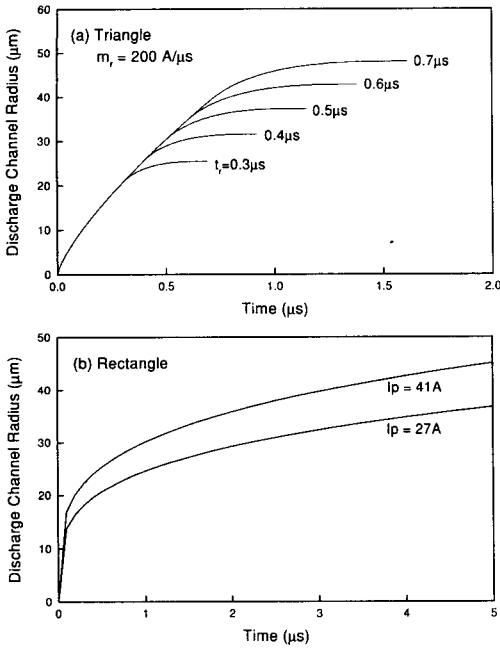 60
(a) Triangle
m_r = 200 A/µs
50
0.7µs
0.6µs
40
0.5µs
0.4µs
30
t_r=0.3µs
20
10
0
0.0
0.5
1.0
1.5
2.0
Discharge Channel Radius (µm)
Time (µs)
50
(b) Rectangle
40
Ip = 41A
Ip = 27A
30
20
10
0
0
1
2
3
4
5
Discharge Channel Radius (µm)
Time (µs)